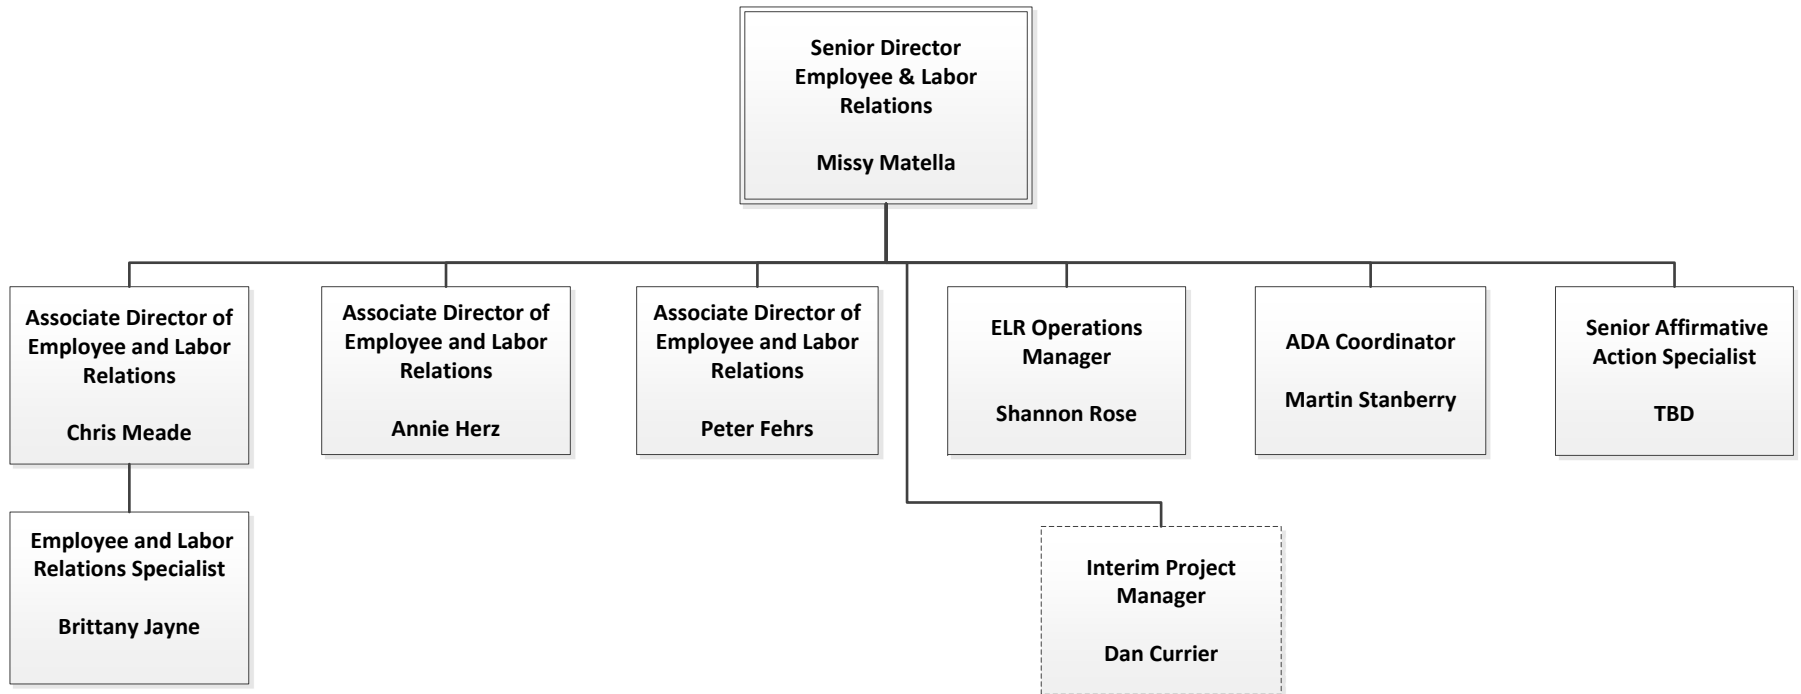 Senior Director
Employee & Labor
Relations
Missy Matella
Associate Director of
Employee and Labor
Relations
Chris Meade
Associate Director of
Employee and Labor
Relations
Annie Herz
Associate Director of
Employee and Labor
Relations
Peter Fehrs
ELR Operations
Manager
Shannon Rose
ADA Coordinator
Martin Stanberry
Senior Affirmative
Action Specialist
TBD
Employee and Labor
Relations Specialist
Brittany Jayne
Interim Project
Manager
Dan Currier